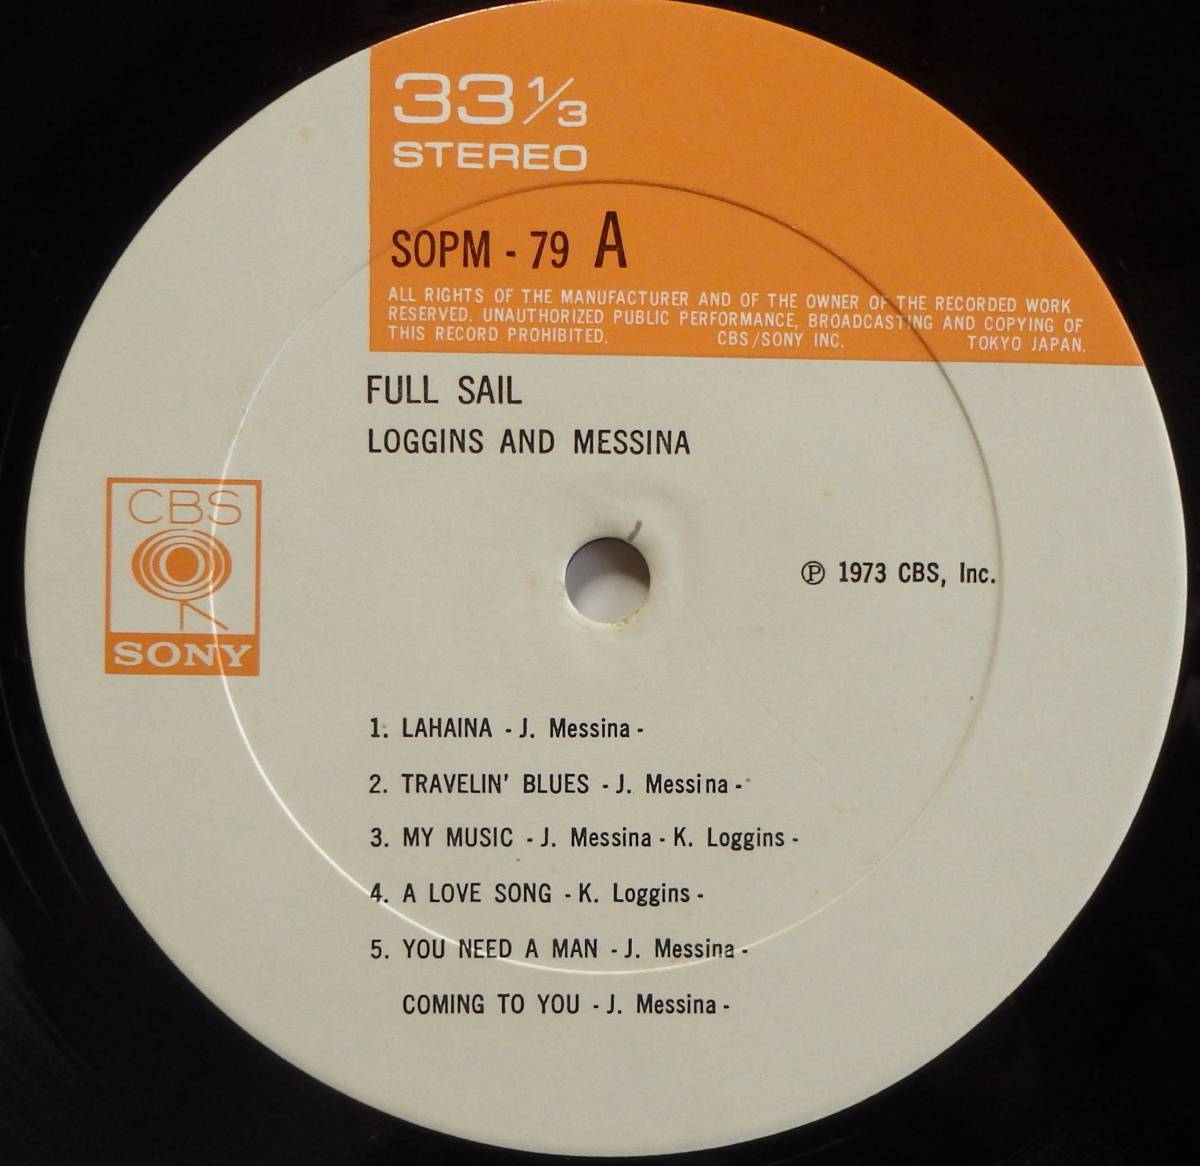 33 1/3
STEREO
SOPM - 79 A
ALL RIGHTS OF THE MANUFACTURER AND OF THE OWNER OF THE RECORDED WORK
RESERVED. UNAUTHORIZED PUBLIC PERFORMANCE, BROADCASTING AND COPYING OF
THIS RECORD PROHIBITED. CBS/SONY INC. TOKYO JAPAN.
FULL SAIL
LOGGINS AND MESSINA
CBS
SONY
℗ 1973 CBS, Inc.
1. LAHAINA - J. Messina -
2. TRAVELIN' BLUES - J. Messina -
3. MY MUSIC - J. Messina - K. Loggins -
4. A LOVE SONG - K. Loggins -
5. YOU NEED A MAN - J. Messina -
COMING TO YOU - J. Messina -